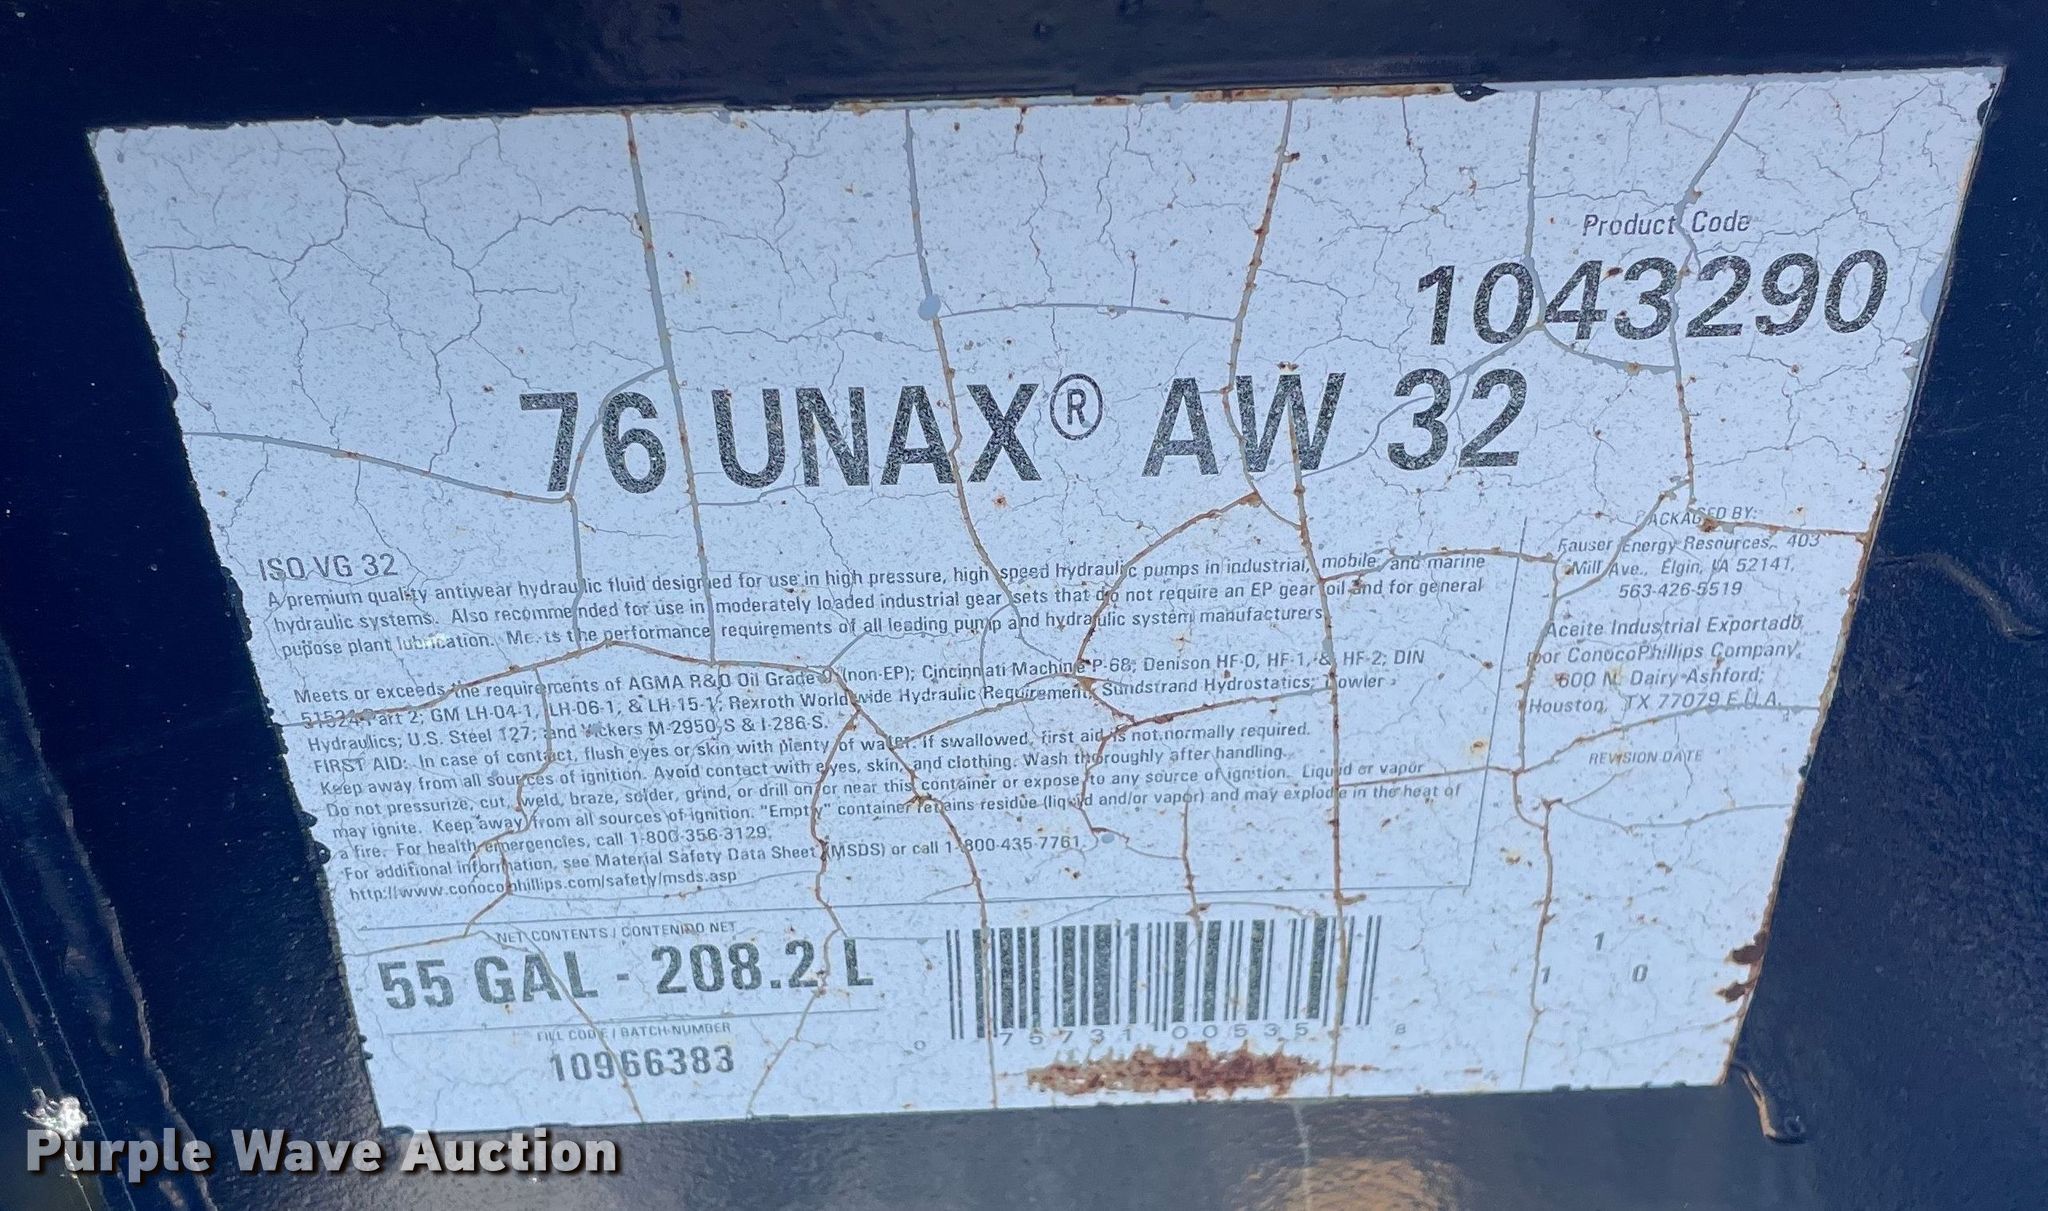 Product Code
1043290
76 UNAX® AW 32
ISO VG 32
A premium quality antiwear hydraulic fluid designed for use in high pressure, high speed hydraulic pumps in industrial, mobile and marine
hydraulic systems. Also recommended for use in moderately loaded industrial gear sets that do not require an EP gear oil and for general
pupose plant lubrication. Meets the performance requirements of all leading pump and hydraulic system manufacturers
Meets or exceeds the requirements of AGMA R&O Oil Grade 0 (non-EP); Cincinnati Machine P-68; Denison HF-0, HF-1, & HF-2; DIN
51524 Part 2; GM LH-04-1, LH-06-1, & LH-15-1; Rexroth Worldwide Hydraulic Requirement; Sundstrand Hydrostatics;
Hydraulics; U.S. Steel 127; and Vickers M-2950-S & I-286-S.
FIRST AID: In case of contact, flush eyes or skin with plenty of water. If swallowed, first aid is not normally required.
Keep away from all sources of ignition. Avoid contact with eyes, skin, and clothing. Wash thoroughly after handling.
Do not pressurize, cut, weld, braze, solder, grind, or drill on or near this container or expose to any source of ignition. Liquid or vapor
may ignite. Keep away from all sources of ignition. "Empty" container retains residue (liquid and/or vapor) and may explode in the heat of
a fire. For health emergencies, call 1-800-356-3129.
For additional information, see Material Safety Data Sheet (MSDS) or call 1-800-435-7761.
http://www.conocophillips.com/safety/msds.asp
PACKAGED BY:
Fauser Energy Resources, 403
Mill Ave., Elgin, IA 52141,
563-426-5519
Aceite Industrial Exportado
por ConocoPhillips Company,
600 N. Dairy Ashford;
Houston, TX 77079 E.U.A.
REVISION DATE
1
1 0
NET CONTENTS / CONTENIDO NET
55 GAL - 208.2 L
FILL CODE / BATCH NUMBER
10966383
0 75731 00535 8
Purple Wave Auction